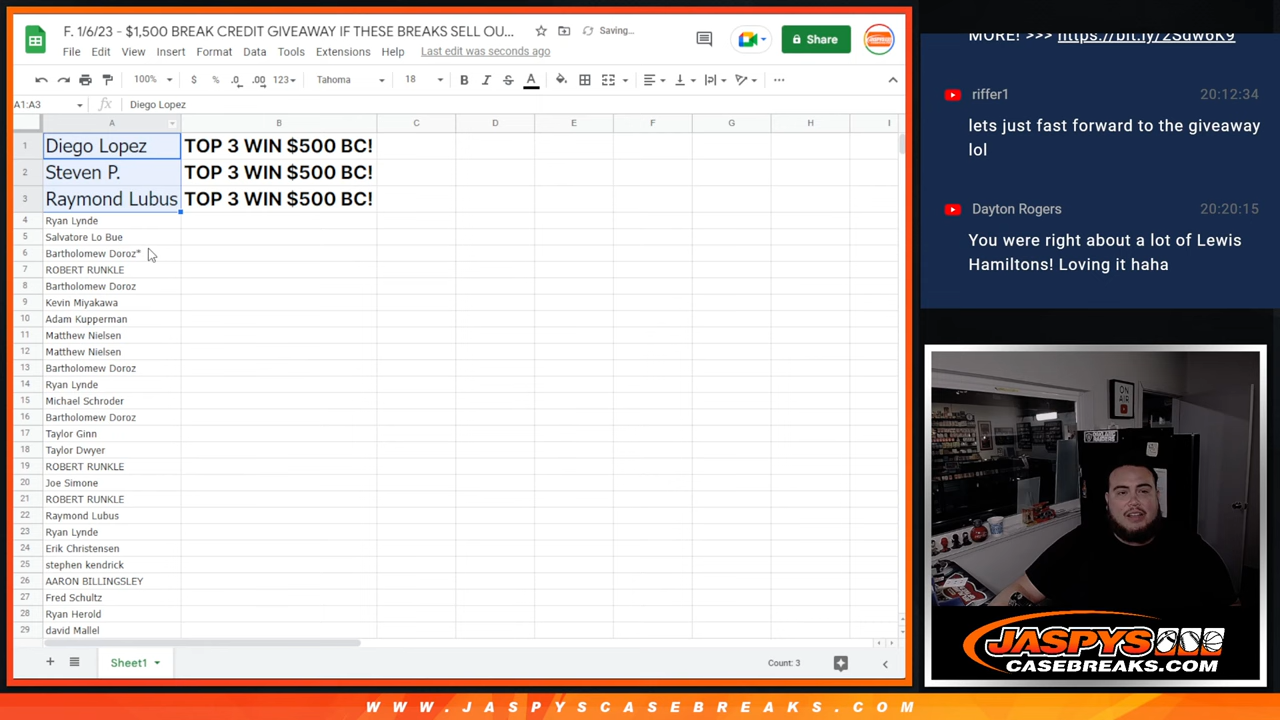 F. 1/6/23 - $1,500 BREAK CREDIT GIVEAWAY IF THESE BREAKS SELL OU...
Saving...
Share
File Edit View Insert Format Data Tools Extensions Help Last edit was seconds ago
100% $ % .0 .00 123 Tahoma 18 B I S A
A1:A3 fx Diego Lopez
A B C D E F G H I
1 Diego Lopez TOP 3 WIN $500 BC!
2 Steven P. TOP 3 WIN $500 BC!
3 Raymond Lubus TOP 3 WIN $500 BC!
4 Ryan Lynde
5 Salvatore Lo Bue
6 Bartholomew Doroz*
7 ROBERT RUNKLE
8 Bartholomew Doroz
9 Kevin Miyakawa
10 Adam Kupperman
11 Matthew Nielsen
12 Matthew Nielsen
13 Bartholomew Doroz
14 Ryan Lynde
15 Michael Schroder
16 Bartholomew Doroz
17 Taylor Ginn
18 Taylor Dwyer
19 ROBERT RUNKLE
20 Joe Simone
21 ROBERT RUNKLE
22 Raymond Lubus
23 Ryan Lynde
24 Erik Christensen
25 stephen kendrick
26 AARON BILLINGSLEY
27 Fred Schultz
28 Ryan Herold
29 david Mallel
Sheet1
Count: 3
MORE! >>> https://bit.ly/2Sdw6K9
riffer1 20:12:34
lets just fast forward to the giveaway
lol
Dayton Rogers 20:20:15
You were right about a lot of Lewis
Hamiltons! Loving it haha
ON
AIR
JASPYS
CASEBREAKS.COM
WWW.JASPYSCASEBREAKS.COM